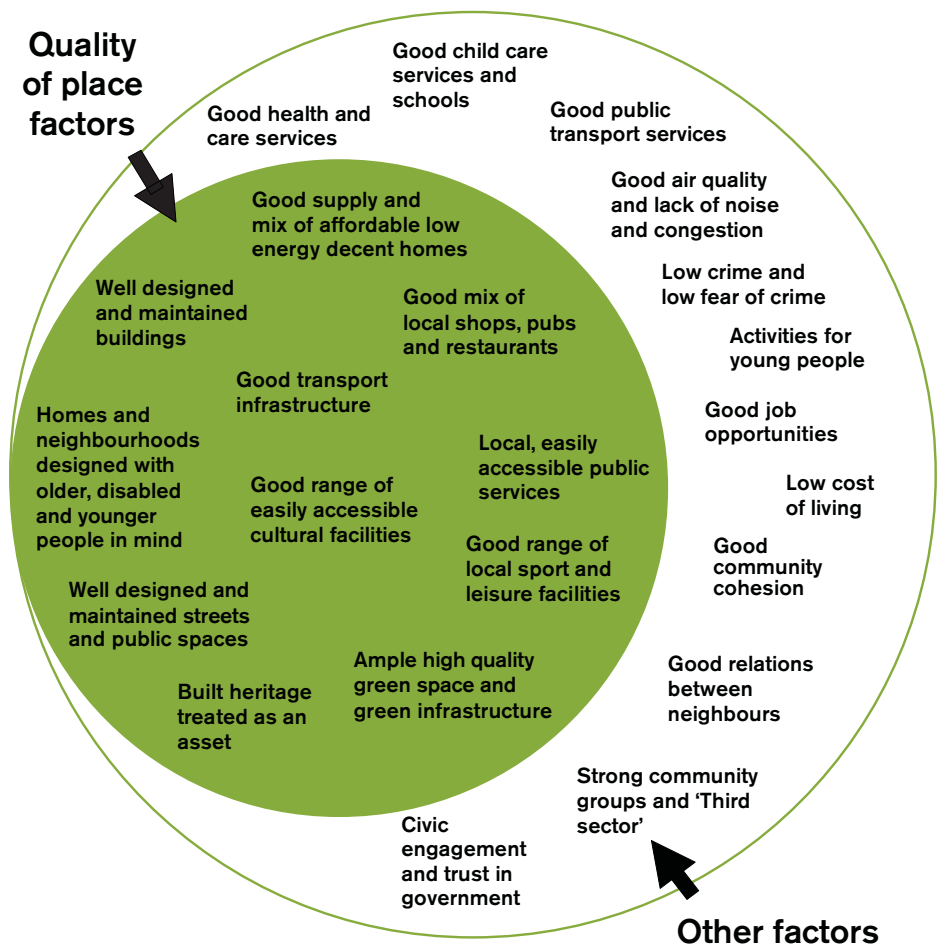 Quality
of place
factors
Good child care
services and
schools
Good health and
care services
Good public
transport services
Good air quality
and lack of noise
and congestion
Low crime and
low fear of crime
Activities for
young people
Good job
opportunities
Low cost
of living
Good
community
cohesion
Good relations
between
neighbours
Strong community
groups and ‘Third
sector’
Civic
engagement
and trust in
government
Other factors
Good supply and
mix of affordable low
energy decent homes
Well designed
and maintained
buildings
Good mix of
local shops, pubs
and restaurants
Good transport
infrastructure
Homes and
neighbourhoods
designed with
older, disabled
and younger
people in mind
Local, easily
accessible public
services
Good range of
easily accessible
cultural facilities
Good range of
local sport and
leisure facilities
Well designed and
maintained streets
and public spaces
Ample high quality
green space and
green infrastructure
Built heritage
treated as an
asset